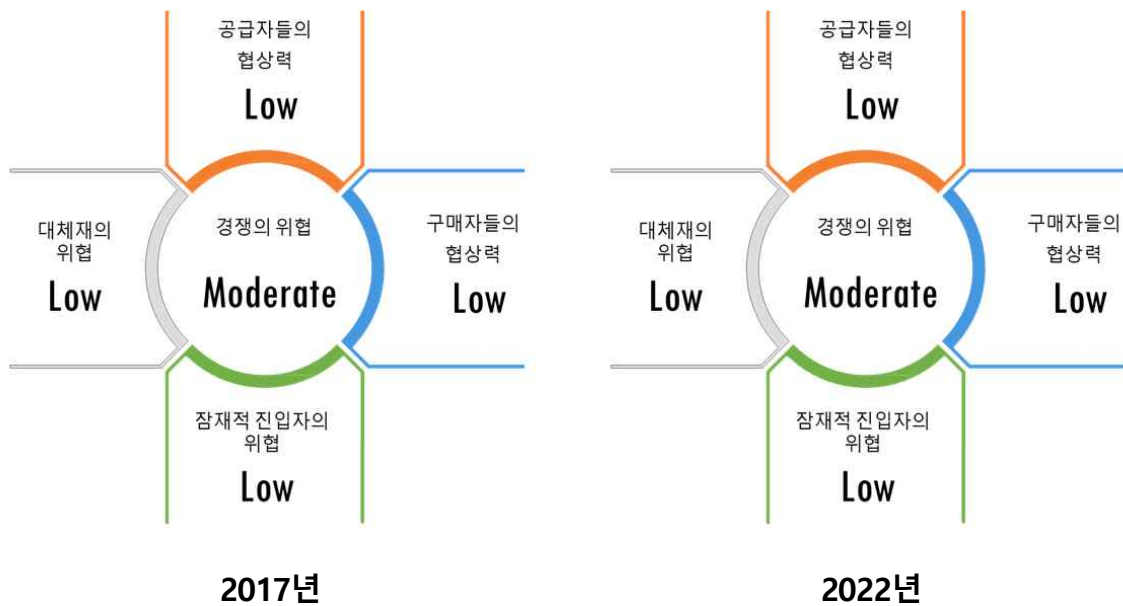 공급자들의
협상력
Low
대체재의
위협
Low
경쟁의 위협
Moderate
구매자들의
협상력
Low
잠재적 진입자의
위협
Low
2017년
공급자들의
협상력
Low
대체재의
위협
Low
경쟁의 위협
Moderate
구매자들의
협상력
Low
잠재적 진입자의
위협
Low
2022년